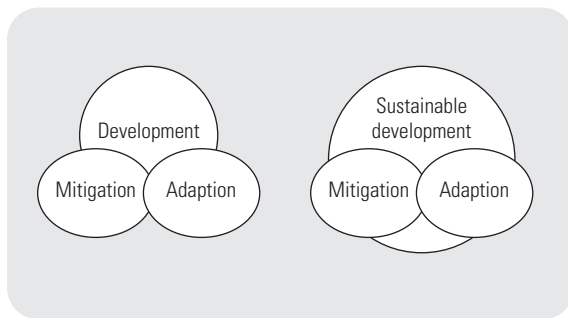 Development
Mitigation
Adaption
Sustainable
development
Mitigation
Adaption